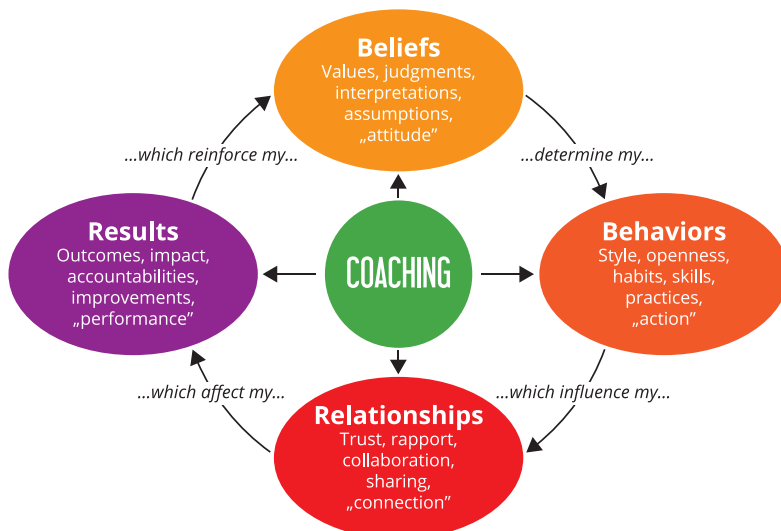 Beliefs
Values, judgments,
interpretations,
assumptions,
„attitude”
...which reinforce my...
...determine my...
Results
Outcomes, impact,
accountabilities,
improvements,
„performance”
COACHING
Behaviors
Style, openness,
habits, skills,
practices,
„action”
...which affect my...
...which influence my...
Relationships
Trust, rapport,
collaboration,
sharing,
„connection”